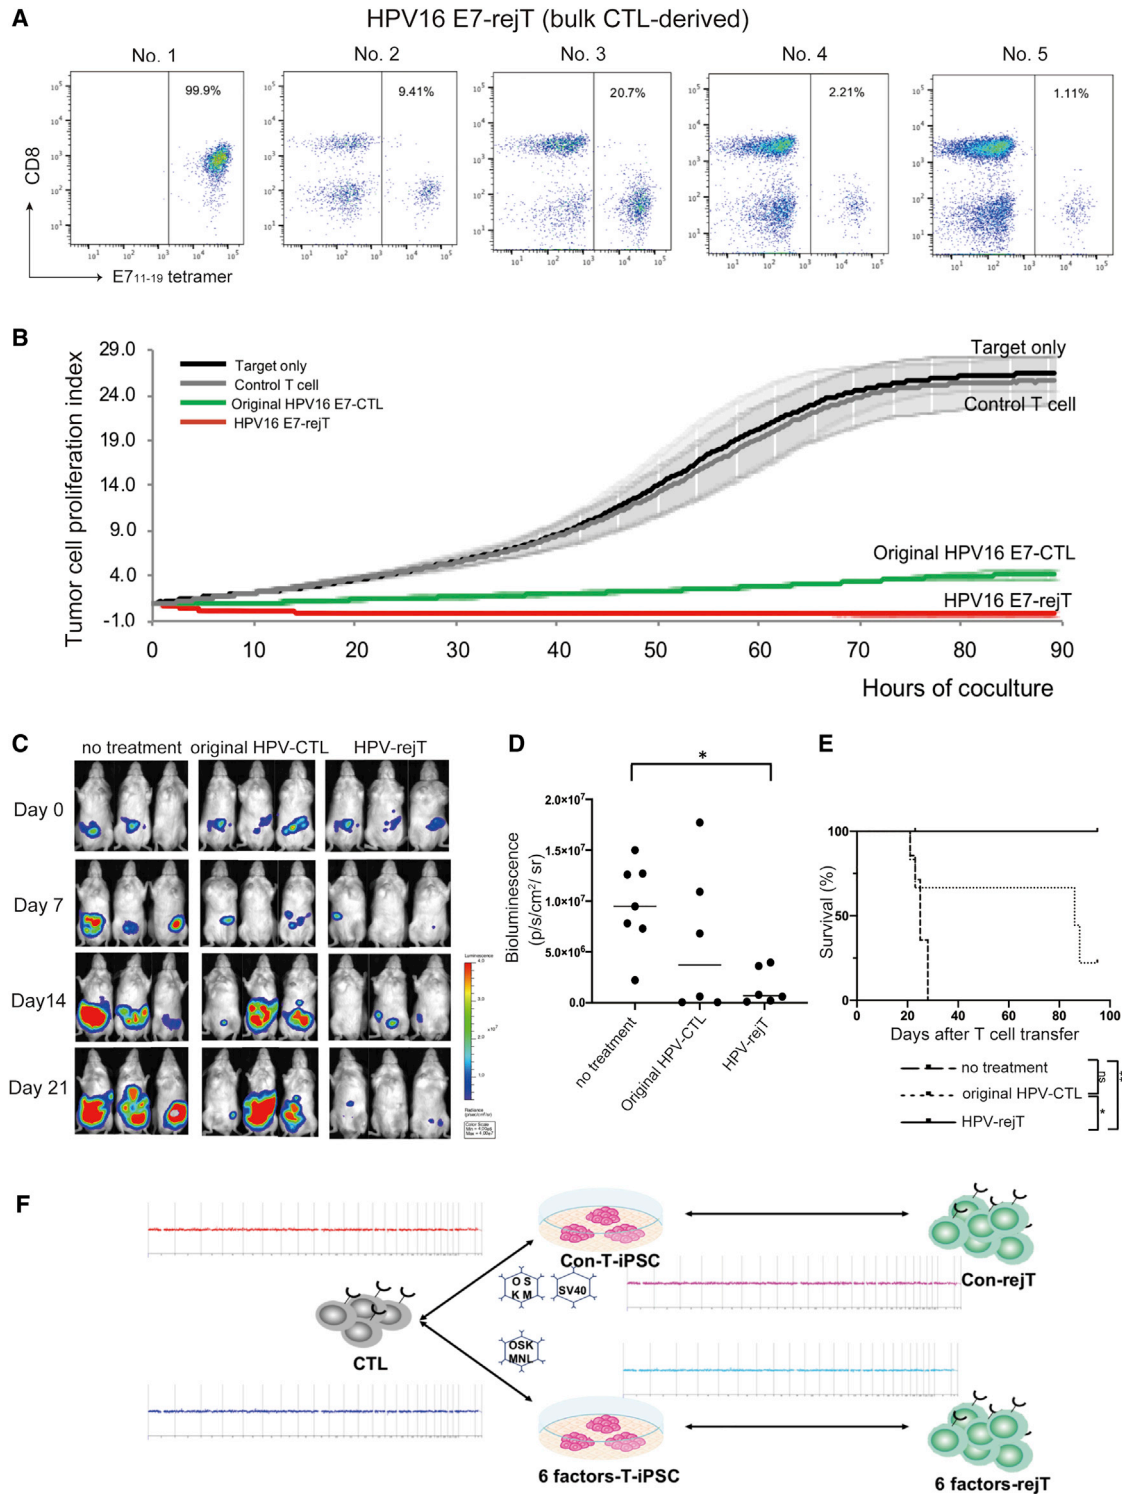 A
HPV16 E7-rejT (bulk CTL-derived)
No. 1
No. 2
No. 3
No. 4
No. 5
99.9%
9.41%
20.7%
2.21%
1.11%
CD8
E7₁₁₋₁₉ tetramer
B
Tumor cell proliferation index
29.0
24.0
19.0
14.0
9.0
4.0
-1.0
Target only
Control T cell
Original HPV16 E7-CTL
HPV16 E7-rejT
Target only
Control T cell
Original HPV16 E7-CTL
HPV16 E7-rejT
0 10 20 30 40 50 60 70 80 90
Hours of coculture
C
no treatment original HPV-CTL HPV-rejT
Day 0
Day 7
Day14
Day 21
Luminescence
D
*
Bioluminescence
(p/s/cm²/ sr)
2.0×10⁷
1.5×10⁷
1.0×10⁷
5.0×10⁶
0.0
no treatment
Original HPV-CTL
HPV-rejT
E
Survival (%)
100
50
0
0 20 40 60 80 100
Days after T cell transfer
no treatment
original HPV-CTL
HPV-rejT
ns
*
**
F
CTL
O S
K M
SV40
OSK
MNL
Con-T-iPSC
Con-rejT
6 factors-T-iPSC
6 factors-rejT